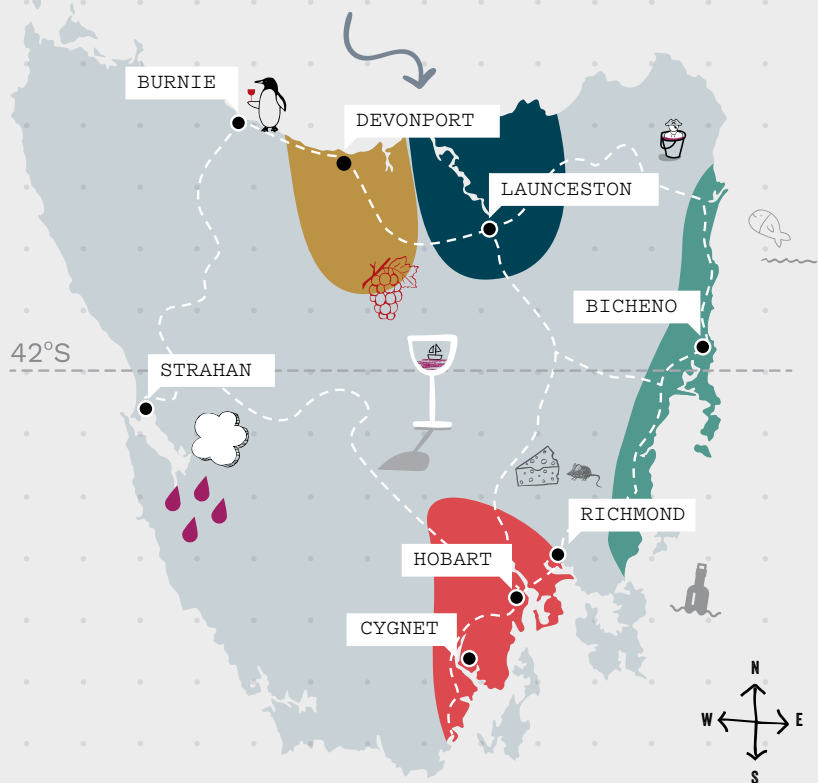 BURNIE
DEVONPORT
LAUNCESTON
BICHENO
42°S
STRAHAN
RICHMOND
HOBART
CYGNET
N
W E
S